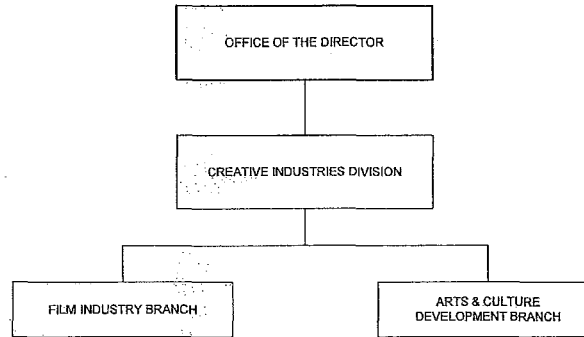 OFFICE OF THE DIRECTOR
CREATIVE INDUSTRIES DIVISION
FILM INDUSTRY BRANCH
ARTS & CULTURE
DEVELOPMENT BRANCH